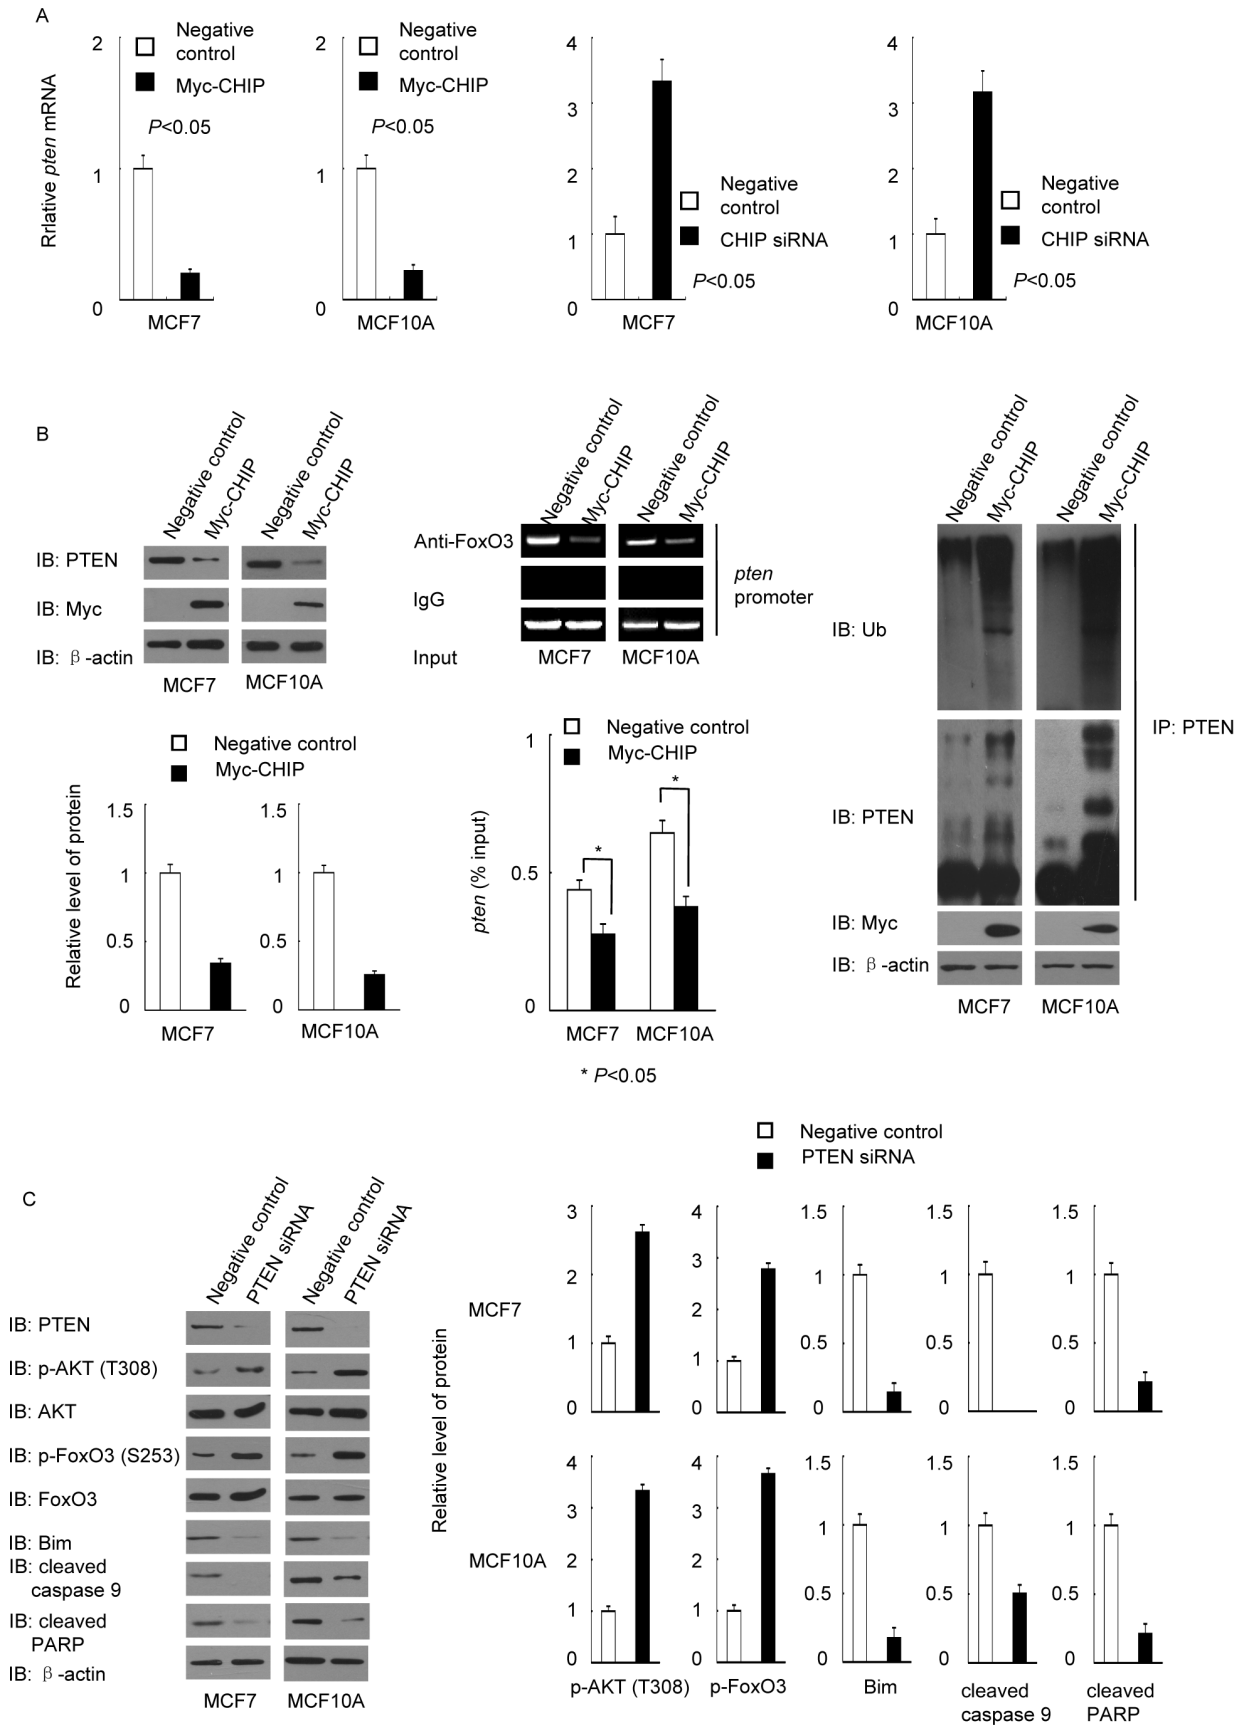 A
Rrlative pten mRNA
2
1
0
Negative
control
Myc-CHIP
P<0.05
MCF7
2
1
0
Negative
control
Myc-CHIP
P<0.05
MCF10A
4
3
2
1
0
Negative
control
CHIP siRNA
P<0.05
MCF7
4
3
2
1
0
Negative
control
CHIP siRNA
P<0.05
MCF10A
B
Negative control
Myc-CHIP
Negative control
Myc-CHIP
IB: PTEN
IB: Myc
IB: β-actin
MCF7
MCF10A
Negative control
Myc-CHIP
Relative level of protein
1.5
1
0.5
0
MCF7
1.5
1
0.5
0
MCF10A
Negative control
Myc-CHIP
Negative control
Myc-CHIP
Anti-FoxO3
IgG
Input
pten
promoter
MCF7
MCF10A
Negative control
Myc-CHIP
pten (% input)
1
0.5
0
*
*
MCF7
MCF10A
* P<0.05
Negative control
Myc-CHIP
Negative control
Myc-CHIP
IB: Ub
IB: PTEN
IP: PTEN
IB: Myc
IB: β-actin
MCF7
MCF10A
C
Negative control
PTEN siRNA
Negative control
PTEN siRNA
IB: PTEN
IB: p-AKT (T308)
IB: AKT
IB: p-FoxO3 (S253)
IB: FoxO3
IB: Bim
IB: cleaved
caspase 9
IB: cleaved
PARP
IB: β-actin
MCF7
MCF10A
Negative control
PTEN siRNA
Relative level of protein
MCF7
3
2
1
0
4
3
2
1
0
1.5
1
0.5
0
1.5
1
0.5
0
1.5
1
0.5
0
MCF10A
4
3
2
1
0
4
3
2
1
0
1.5
1
0.5
0
1.5
1
0.5
0
1.5
1
0.5
0
p-AKT (T308)
p-FoxO3
Bim
cleaved
caspase 9
cleaved
PARP